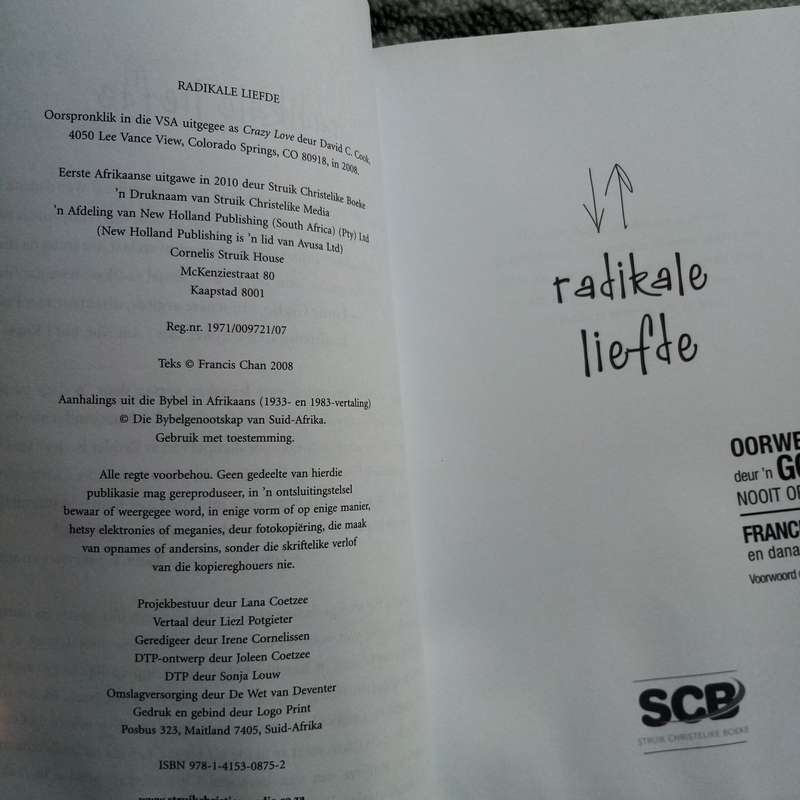 RADIKALE LIEFDE
Oorspronklik in die VSA uitgegee as Crazy Love deur David C. Cook,
4050 Lee Vance View, Colorado Springs, CO 80918, in 2008.
Eerste Afrikaanse uitgawe in 2010 deur Struik Christelike Boeke
'n Druknaam van Struik Christelike Media
'n Afdeling van New Holland Publishing (South Africa) (Pty) Ltd
(New Holland Publishing is 'n lid van Avusa Ltd)
Cornelis Struik House
McKenziestraat 80
Kaapstad 8001
Reg.nr. 1971/009721/07
Teks © Francis Chan 2008
Aanhalings uit die Bybel in Afrikaans (1933- en 1983-vertaling)
© Die Bybelgenootskap van Suid-Afrika.
Gebruik met toestemming.
Alle regte voorbehou. Geen gedeelte van hierdie
publikasie mag gereproduseer, in 'n ontsluitingstelsel
bewaar of weergegee word, in enige vorm of op enige manier,
hetsy elektronies of meganies, deur fotokopiëring, die maak
van opnames of andersins, sonder die skriftelike verlof
van die kopiereghouers nie.
Projekbestuur deur Lana Coetzee
Vertaal deur Liezl Potgieter
Geredigeer deur Irene Cornelissen
DTP-ontwerp deur Joleen Coetzee
DTP deur Sonja Louw
Omslagversorging deur De Wet van Deventer
Gedruk en gebind deur Logo Print
Posbus 323, Maitland 7405, Suid-Afrika
ISBN 978-1-4153-0875-2
radikale
liefde
OORWE
deur 'n GO
NOOIT OP
FRANCI
en dana
Voorwoord
SCB
STRUIK CHRISTELIKE BOEKE